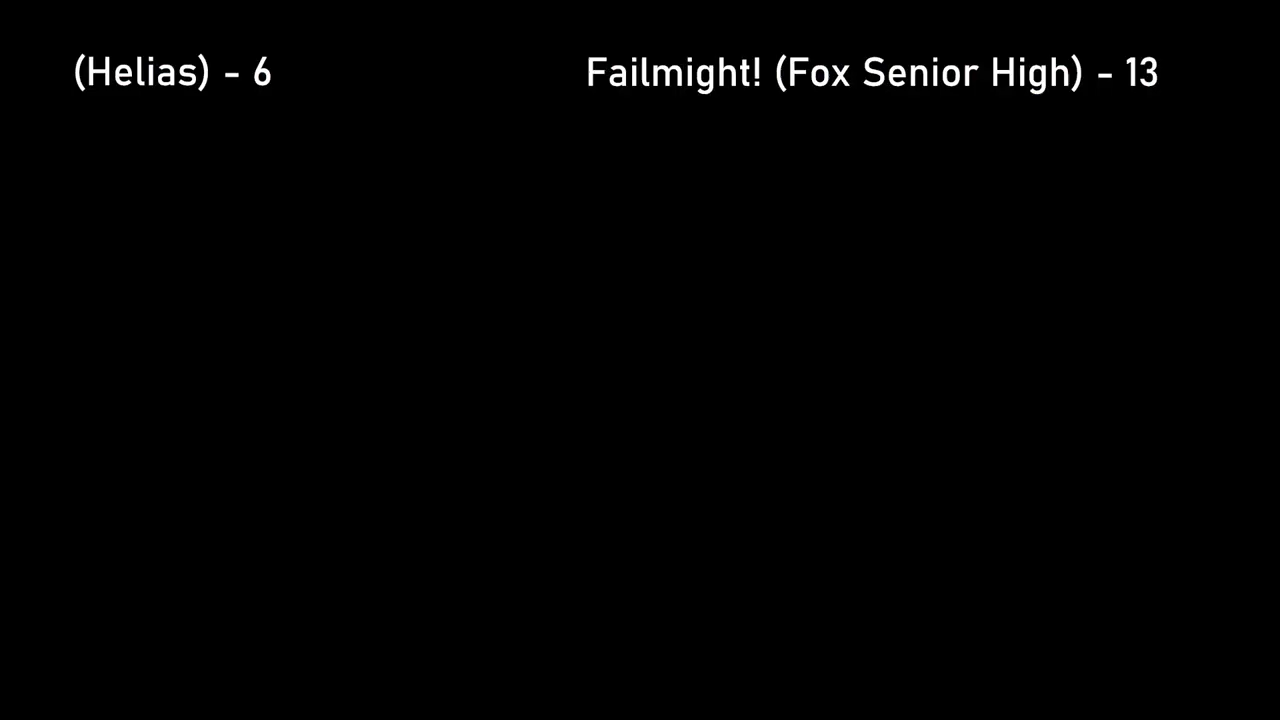 (Helias) - 6
Failmight! (Fox Senior High) - 13